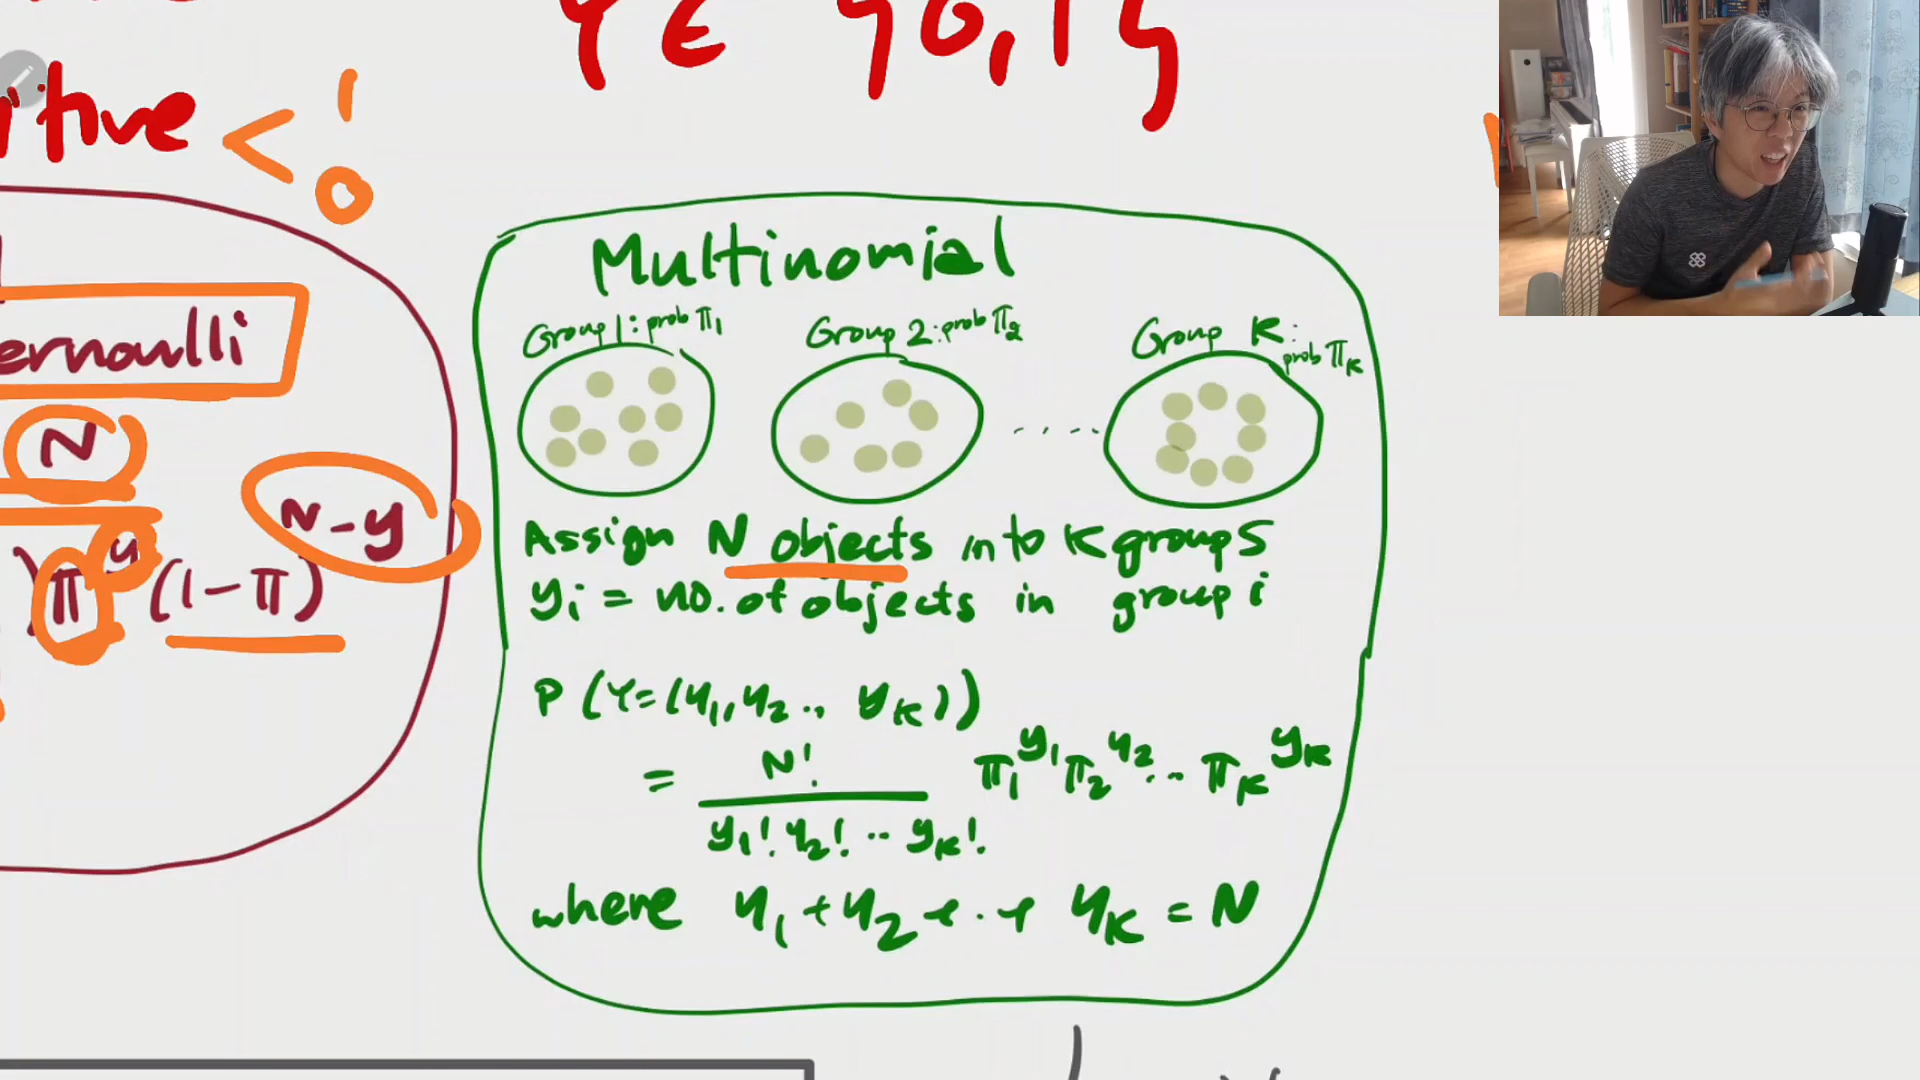 Y ∈ {0,1}
itive < 1
0
ernoulli
N
) π^y (1-π)^N-y
Multinomial
Group 1: prob π1
Group 2: prob π2
Group K: prob πK
....
Assign N objects into K groups
yi = no. of objects in group i
P (Y=(y1, y2 .. yK))
= N! / y1! y2! .. yK! π1^y1 π2^y2 .. πK^yK
where y1 + y2 + .. + yK = N